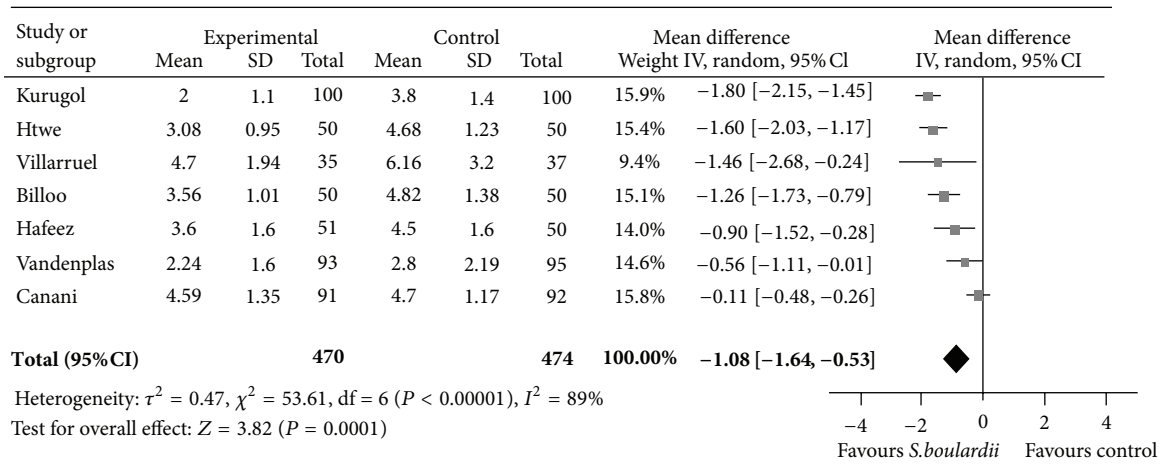 Study or subgroup Experimental Control Mean difference Mean difference
Mean SD Total Mean SD Total Weight IV, random, 95% CI IV, random, 95% CI
Kurugol 2 1.1 100 3.8 1.4 100 15.9% −1.80 [−2.15, −1.45]
Htwe 3.08 0.95 50 4.68 1.23 50 15.4% −1.60 [−2.03, −1.17]
Villarruel 4.7 1.94 35 6.16 3.2 37 9.4% −1.46 [−2.68, −0.24]
Billoo 3.56 1.01 50 4.82 1.38 50 15.1% −1.26 [−1.73, −0.79]
Hafeez 3.6 1.6 51 4.5 1.6 50 14.0% −0.90 [−1.52, −0.28]
Vandenplas 2.24 1.6 93 2.8 2.19 95 14.6% −0.56 [−1.11, −0.01]
Canani 4.59 1.35 91 4.7 1.17 92 15.8% −0.11 [−0.48, −0.26]
Total (95%CI) 470 474 100.00% −1.08 [−1.64, −0.53]
Heterogeneity: τ² = 0.47, χ² = 53.61, df = 6 (P < 0.00001), I² = 89%
Test for overall effect: Z = 3.82 (P = 0.0001)
−4 −2 0 2 4
Favours S.boulardii Favours control